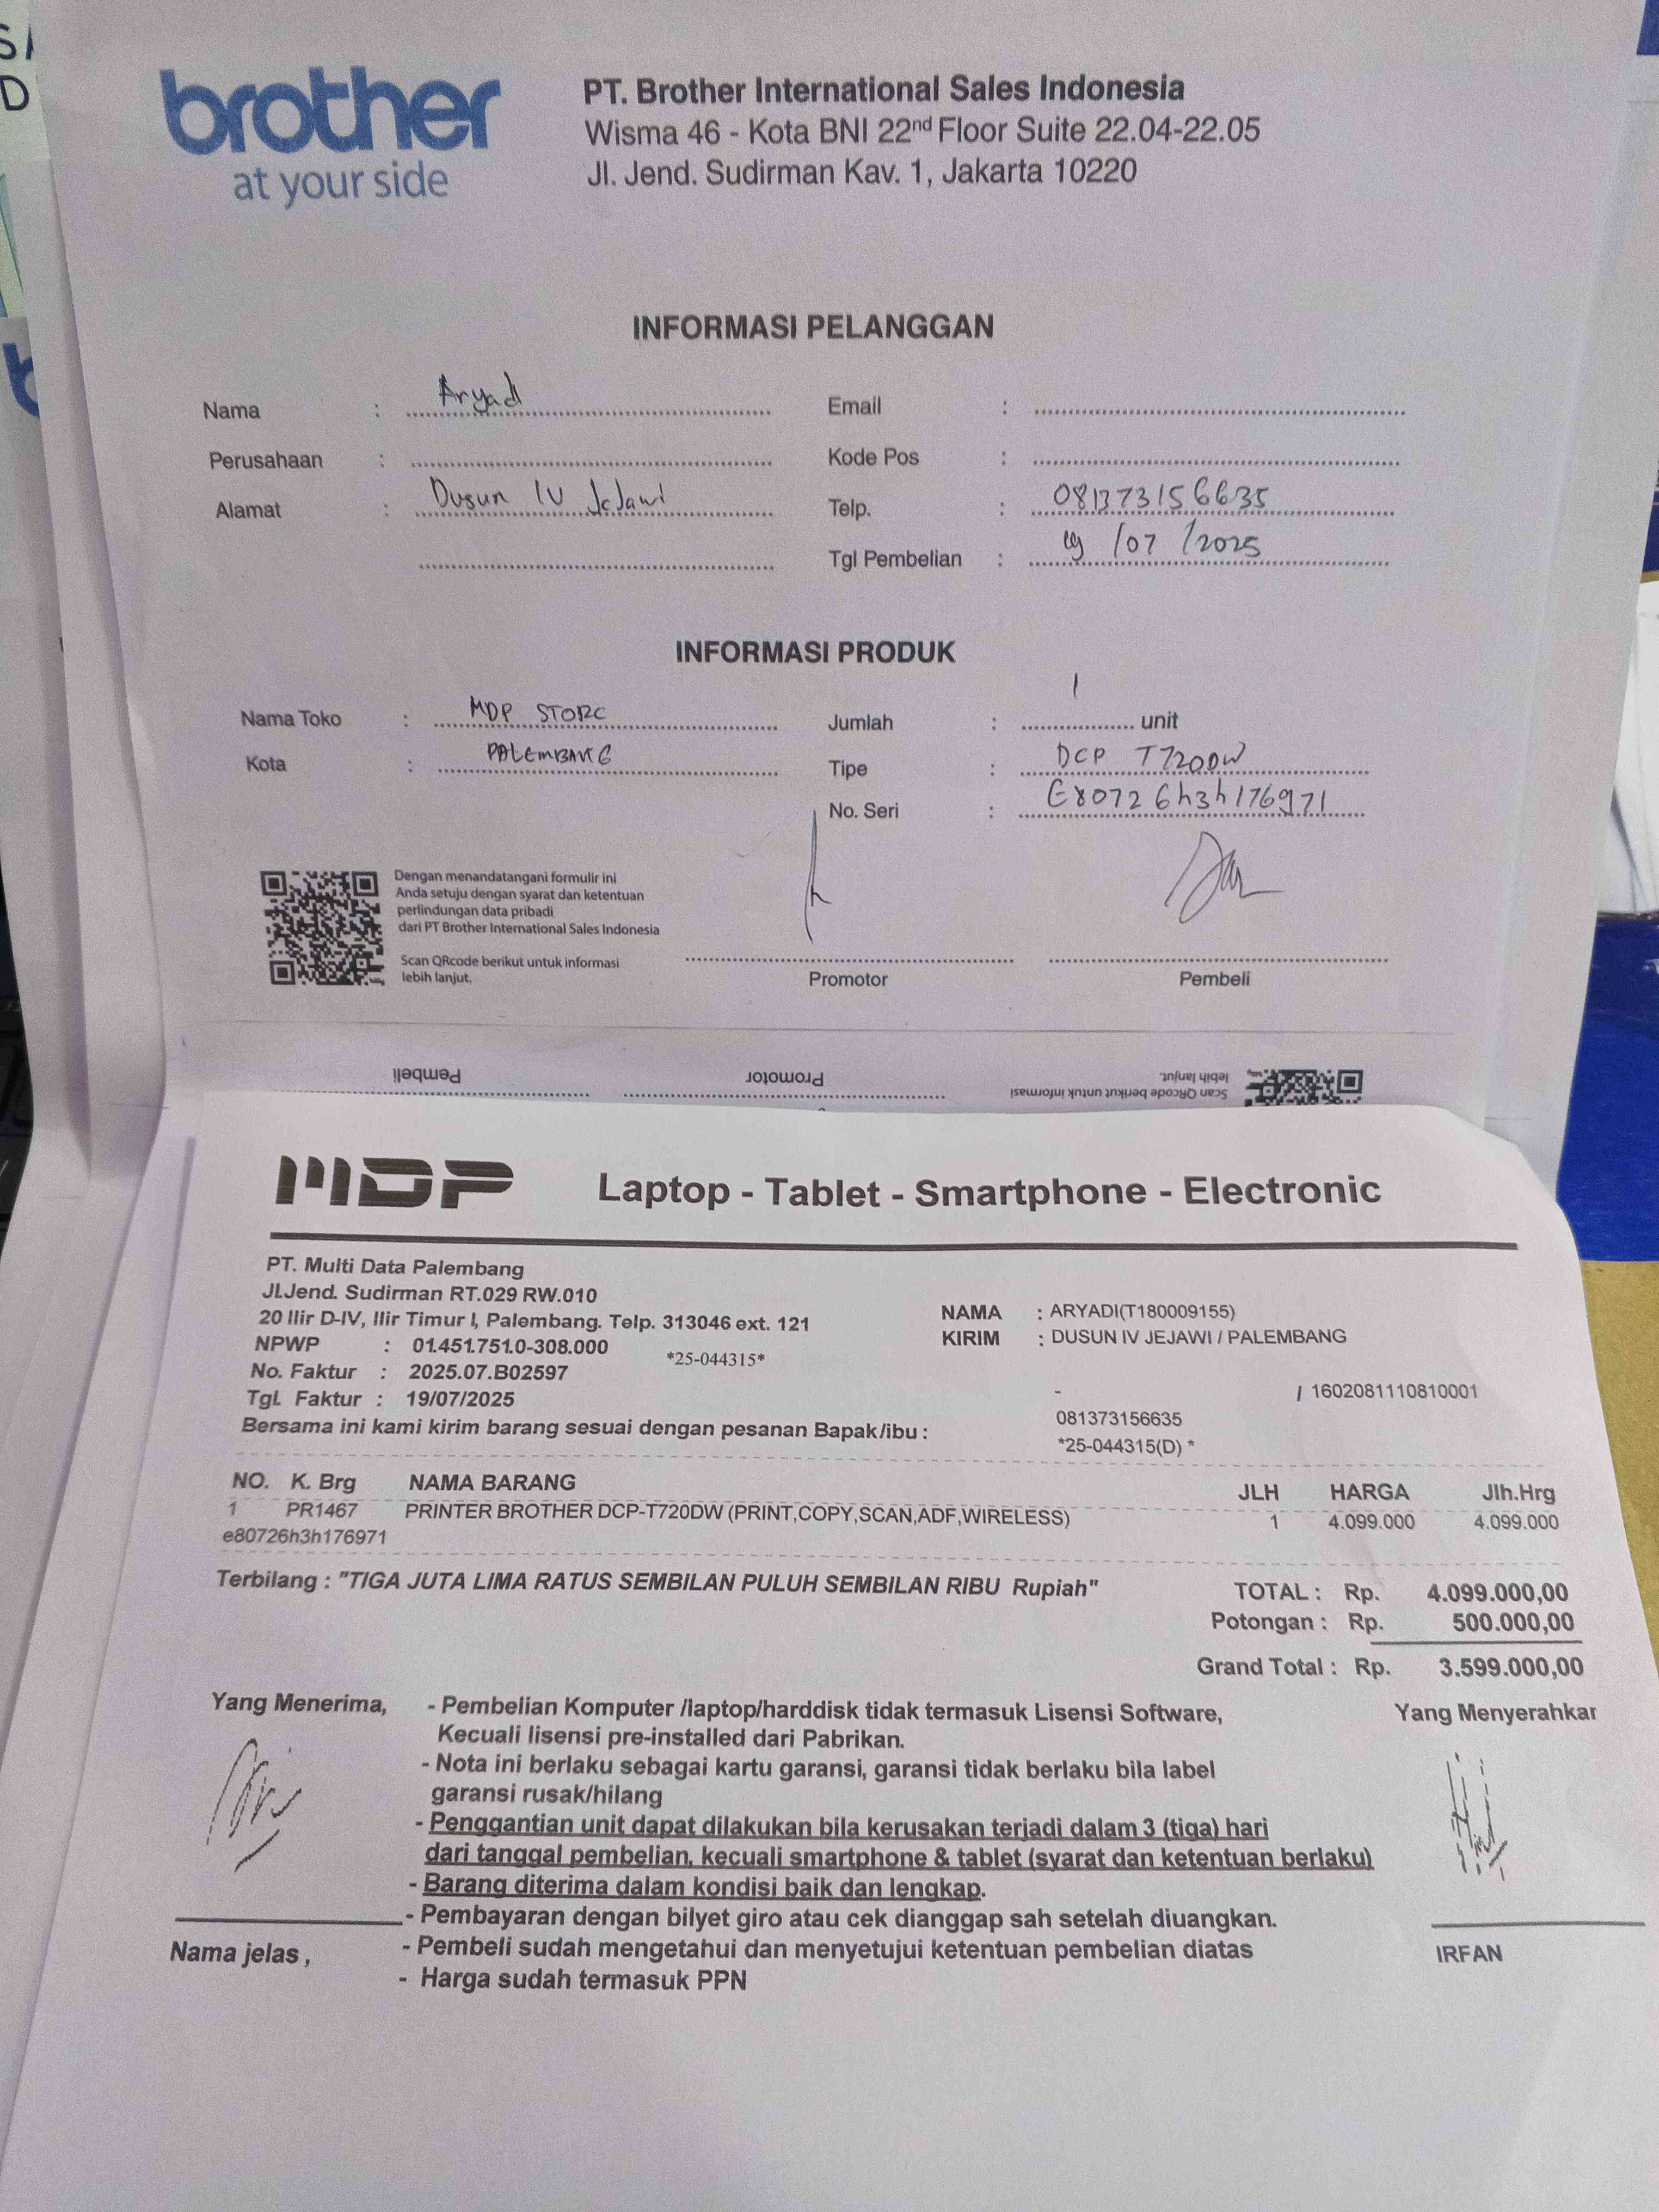 brother
at your side
PT. Brother International Sales Indonesia
Wisma 46 - Kota BNI 22nd Floor Suite 22.04-22.05
Jl. Jend. Sudirman Kav. 1, Jakarta 10220
INFORMASI PELANGGAN
Nama : Aryadi
Email :
Perusahaan :
Kode Pos :
Alamat : Dusun IV Jejawi
Telp. : 081373156635
Tgl Pembelian : 19/07/2025
INFORMASI PRODUK
Nama Toko : MDP STORE
Jumlah : 1 unit
Kota : PALEMBANG
Tipe : DCP T720DW
No. Seri : E80726h3h176971
Dengan menandatangani formulir ini
Anda setuju dengan syarat dan ketentuan
perlindungan data pribadi
dari PT Brother International Sales Indonesia
Scan QRcode berikut untuk informasi
lebih lanjut.
Promotor
Pembeli
Pembeli
Promotor
Scan QRcode berikut untuk informasi
lebih lanjut.
MDP Laptop - Tablet - Smartphone - Electronic
PT. Multi Data Palembang
Jl.Jend. Sudirman RT.029 RW.010
20 Ilir D-IV, Ilir Timur I, Palembang. Telp. 313046 ext. 121
NPWP : 01.451.751.0-308.000
*25-044315*
No. Faktur : 2025.07.B02597
Tgl. Faktur : 19/07/2025
NAMA : ARYADI(T180009155)
KIRIM : DUSUN IV JEJAWI / PALEMBANG
- / 1602081110810001
081373156635
*25-044315(D) *
Bersama ini kami kirim barang sesuai dengan pesanan Bapak/ibu :
NO. K. Brg NAMA BARANG JLH HARGA Jlh.Hrg
1 PR1467 PRINTER BROTHER DCP-T720DW (PRINT,COPY,SCAN,ADF,WIRELESS) 1 4.099.000 4.099.000
e80726h3h176971
Terbilang : "TIGA JUTA LIMA RATUS SEMBILAN PULUH SEMBILAN RIBU Rupiah"
TOTAL : Rp. 4.099.000,00
Potongan : Rp. 500.000,00
Grand Total : Rp. 3.599.000,00
Yang Menerima,
- Pembelian Komputer /laptop/harddisk tidak termasuk Lisensi Software,
Kecuali lisensi pre-installed dari Pabrikan.
- Nota ini berlaku sebagai kartu garansi, garansi tidak berlaku bila label
garansi rusak/hilang
- Penggantian unit dapat dilakukan bila kerusakan terjadi dalam 3 (tiga) hari
dari tanggal pembelian, kecuali smartphone & tablet (syarat dan ketentuan berlaku)
- Barang diterima dalam kondisi baik dan lengkap.
- Pembayaran dengan bilyet giro atau cek dianggap sah setelah diuangkan.
- Pembeli sudah mengetahui dan menyetujui ketentuan pembelian diatas
- Harga sudah termasuk PPN
Nama jelas ,
Yang Menyerahkar
IRFAN